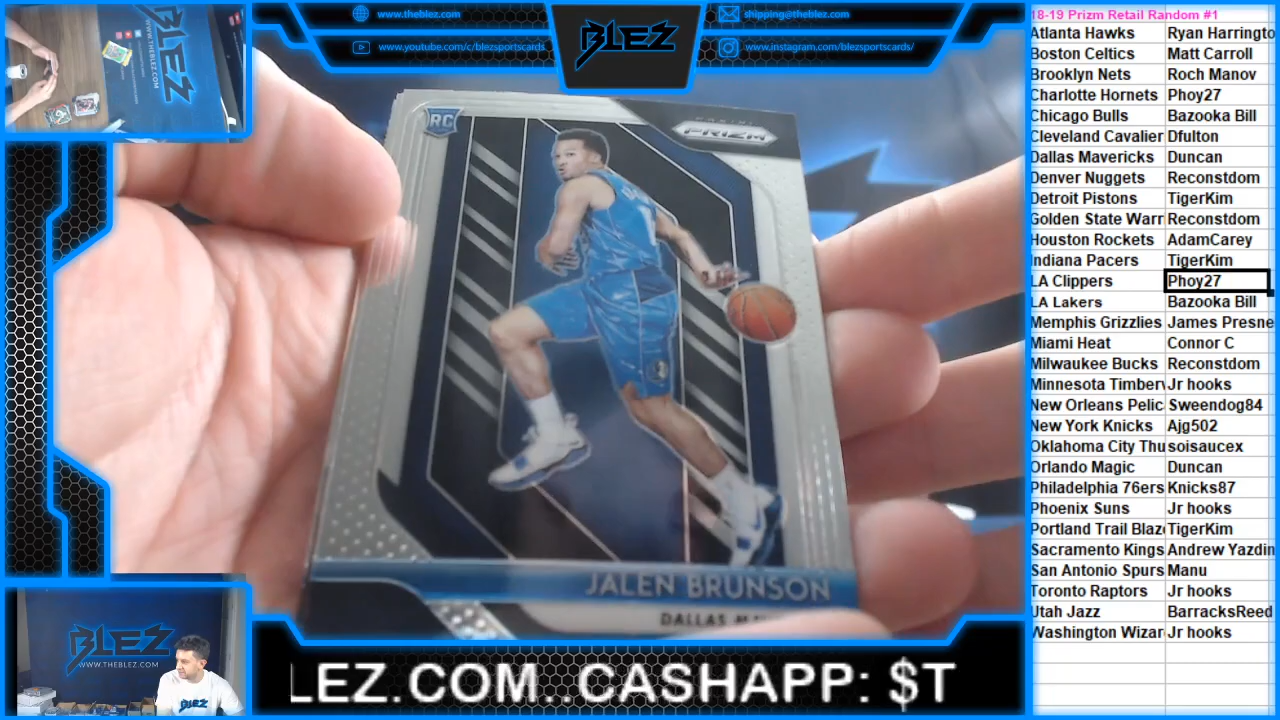 www.theblez.com
shipping@theblez.com
www.youtube.com/c/blezsportscards
www.instagram.com/blezsportscards/
BLEZ
RC
PANINI
PRIZM
JALEN BRUNSON
DALLAS
BLEZ
WWW.THEBLEZ.COM
LEZ.COM..CASHAPP: $T
18-19 Prizm Retail Random #1
Atlanta Hawks Ryan Harringto
Boston Celtics Matt Carroll
Brooklyn Nets Roch Manov
Charlotte Hornets Phoy27
Chicago Bulls Bazooka Bill
Cleveland Cavalier Dfulton
Dallas Mavericks Duncan
Denver Nuggets Reconstdom
Detroit Pistons TigerKim
Golden State Warr Reconstdom
Houston Rockets AdamCarey
Indiana Pacers TigerKim
LA Clippers Phoy27
LA Lakers Bazooka Bill
Memphis Grizzlies James Presne
Miami Heat Connor C
Milwaukee Bucks Reconstdom
Minnesota Timberv Jr hooks
New Orleans Pelic Sweendog84
New York Knicks Ajg502
Oklahoma City Thu soisaucex
Orlando Magic Duncan
Philadelphia 76ers Knicks87
Phoenix Suns Jr hooks
Portland Trail Blaz TigerKim
Sacramento Kings Andrew Yazdin
San Antonio Spurs Manu
Toronto Raptors Jr hooks
Utah Jazz BarracksReed
Washington Wizar Jr hooks